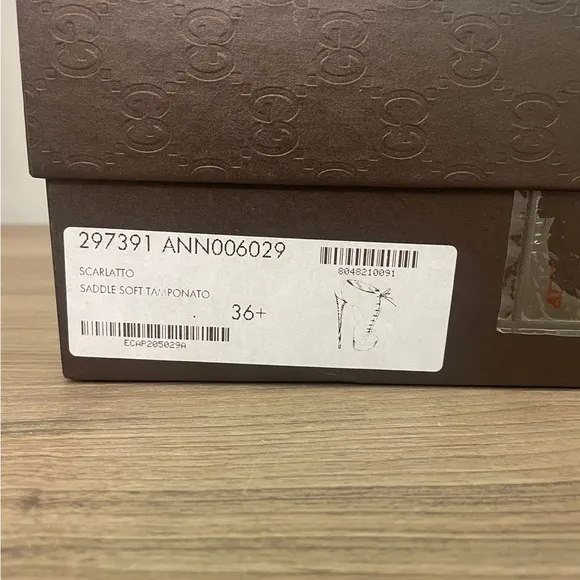 297391 ANN006029
8048210091
SCARLATTO
SADDLE SOFT TAMPONATO
36+
ECAP205029A